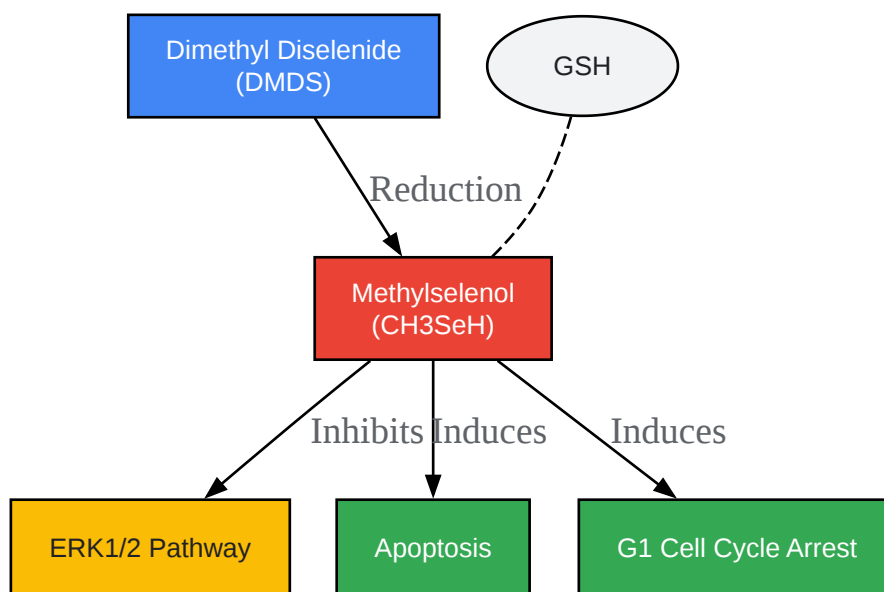 Dimethyl Diselenide
(DMDS)
GSH
Reduction
Methylselenol
(CH3SeH)
Inhibits
Induces
Induces
ERK1/2 Pathway
Apoptosis
G1 Cell Cycle Arrest